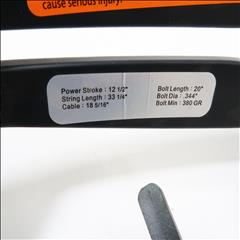 cause serious injury!
Power Stroke : 12 1/2"
String Length : 33 1/4"
Cable : 18 5/16"
Bolt Length : 20"
Bolt Dia : .344"
Bolt Min : 380 GR